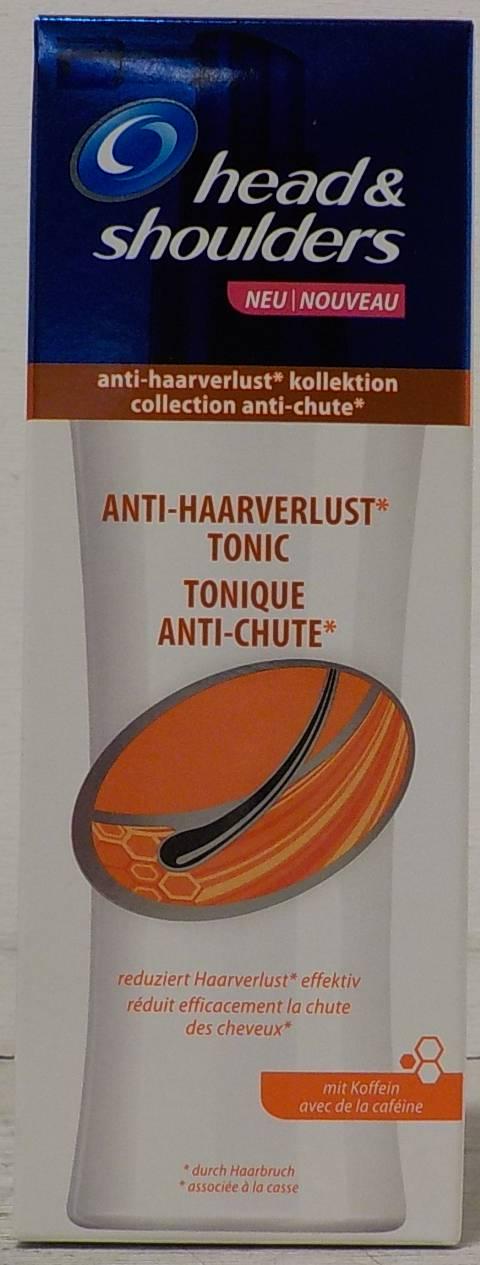 head &
shoulders
NEU | NOUVEAU
anti-haarverlust* kollektion
collection anti-chute*
ANTI-HAARVERLUST*
TONIC
TONIQUE
ANTI-CHUTE*
reduziert Haarverlust* effektiv
réduit efficacement la chute
des cheveux*
mit Koffein
avec de la caféine
* durch Haarbruch
* associée à la casse